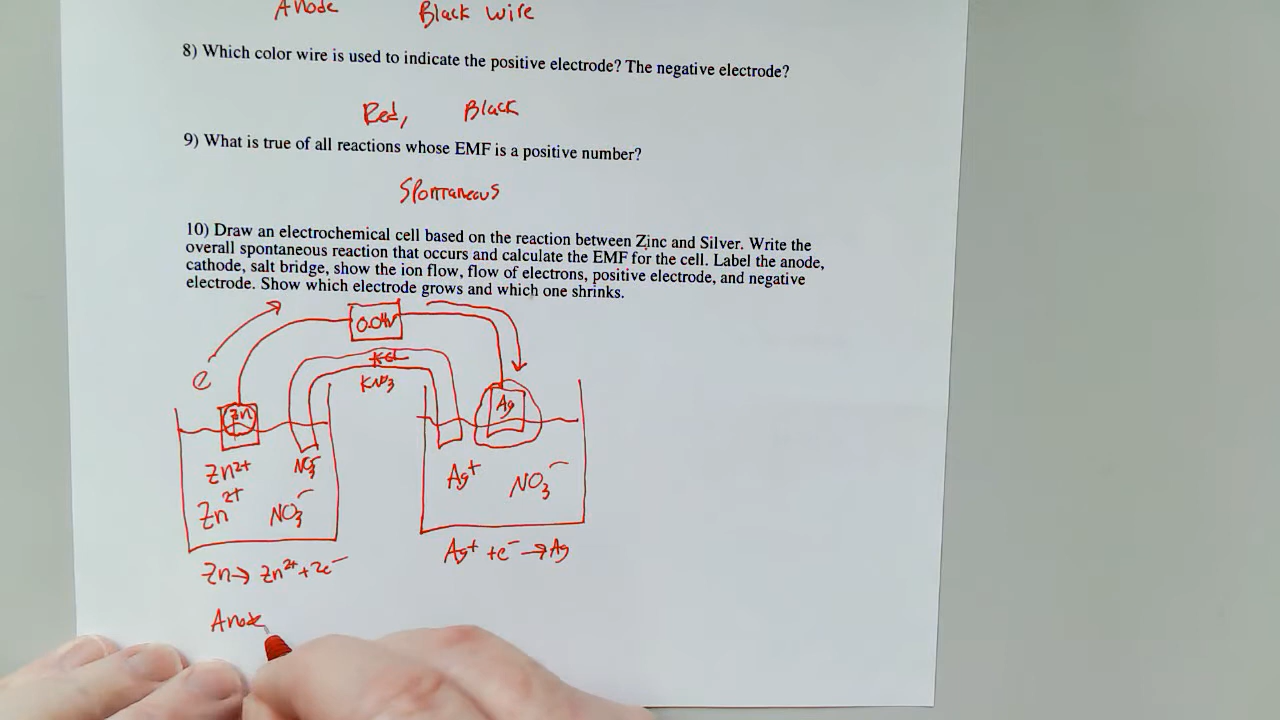 Anode Black wire
8) Which color wire is used to indicate the positive electrode? The negative electrode?
Red, Black
9) What is true of all reactions whose EMF is a positive number?
Spontaneous
10) Draw an electrochemical cell based on the reaction between Zinc and Silver. Write the
overall spontaneous reaction that occurs and calculate the EMF for the cell. Label the anode,
cathode, salt bridge, show the ion flow, flow of electrons, positive electrode, and negative
electrode. Show which electrode grows and which one shrinks.
KCl
e KNO₃
Zn Ag
Zn²⁺ NO₃⁻ Ag⁺ NO₃⁻
Zn²⁺ NO₃⁻
Zn → Zn²⁺ + 2e⁻ Ag⁺ + e⁻ → Ag